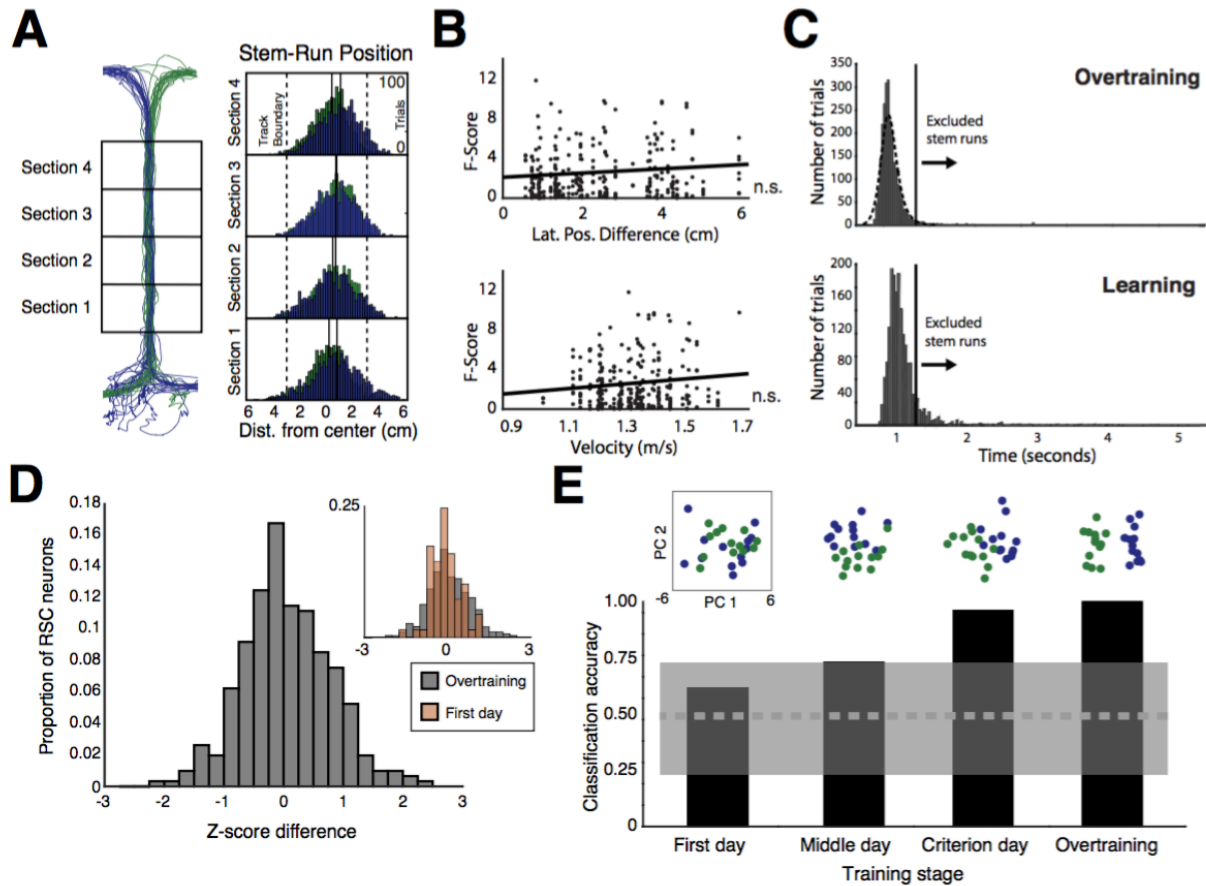 A
Stem-Run Position
Section 4
Section 3
Section 2
Section 1
Section 4
Track
Boundary
100
Trials
0
Section 3
Section 2
Section 1
6 4 2 0 2 4 6
Dist. from center (cm)
B
F-Score
12
8
4
0
n.s.
0 2 4 6
Lat. Pos. Difference (cm)
F-Score
12
8
4
0
n.s.
0.9 1.1 1.3 1.5 1.7
Velocity (m/s)
C
Overtraining
Number of trials
350
300
250
200
150
100
50
0
Excluded
stem runs
Learning
Number of trials
200
160
120
80
40
0
Excluded
stem runs
1 2 3 4 5
Time (seconds)
D
Proportion of RSC neurons
0.18
0.16
0.14
0.12
0.1
0.08
0.06
0.04
0.02
0
-3 -2 -1 0 1 2 3
Z-score difference
0.25
-3 0 3
Overtraining
First day
E
PC 2
-6 PC 1 6
Classification accuracy
1.00
0.75
0.50
0.25
0
First day Middle day Criterion day Overtraining
Training stage